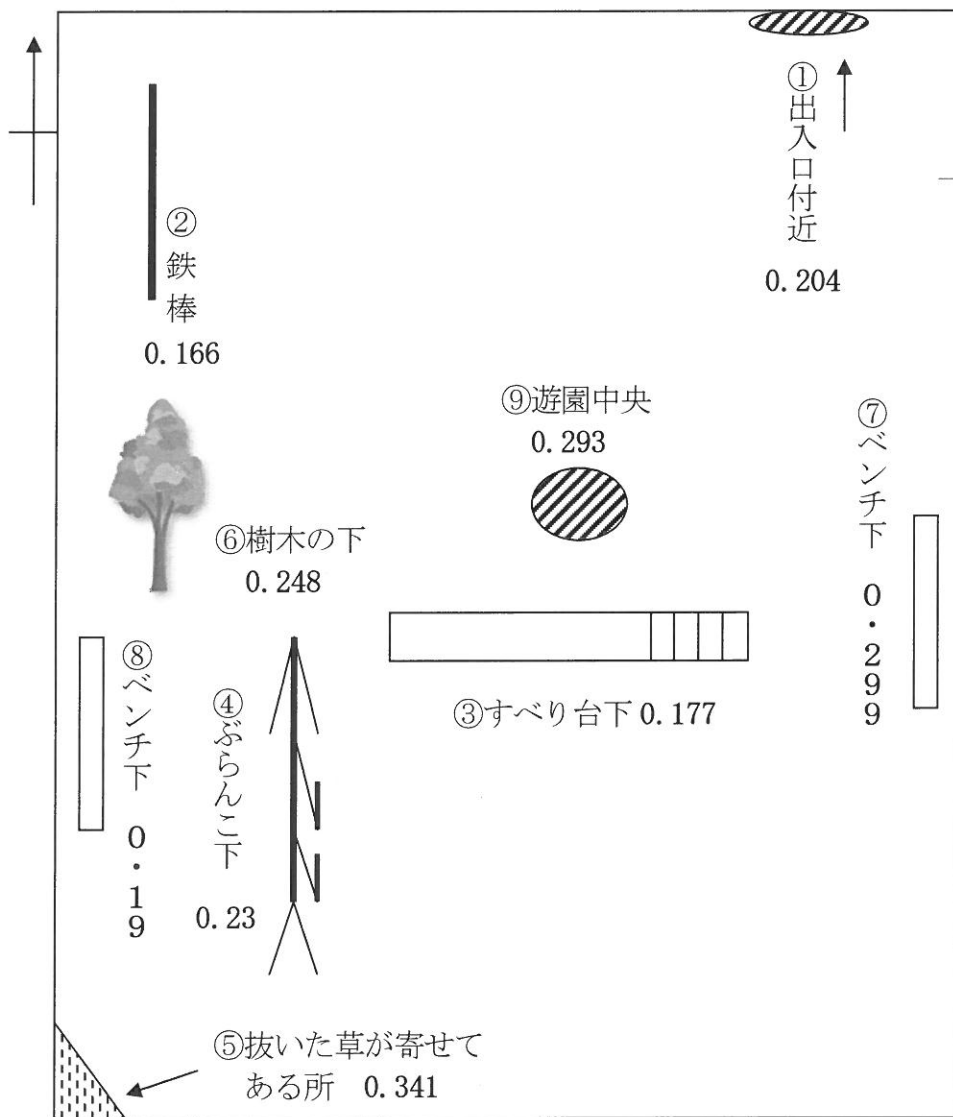 ①出入口付近
0.204
②鉄棒
0.166
⑨遊園中央
0.293
⑦ベンチ下　０．２９９
⑥樹木の下
0.248
③すべり台下 0.177
⑧ベンチ下　０．１９
④ぶらんこ下
0.23
⑤抜いた草が寄せて
ある所　0.341